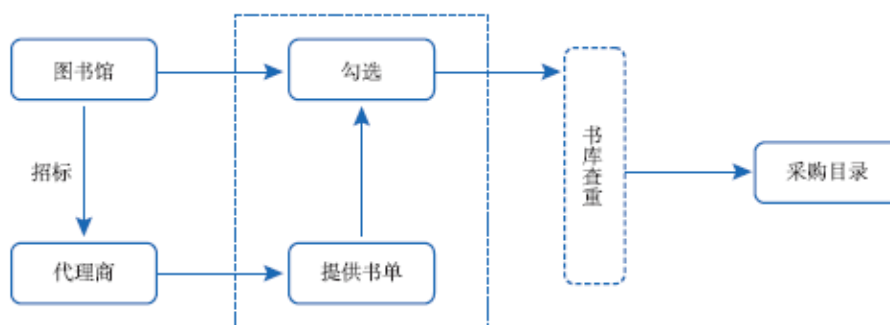 图书馆
勾选
招标
书库查重
采购目录
代理商
提供书单